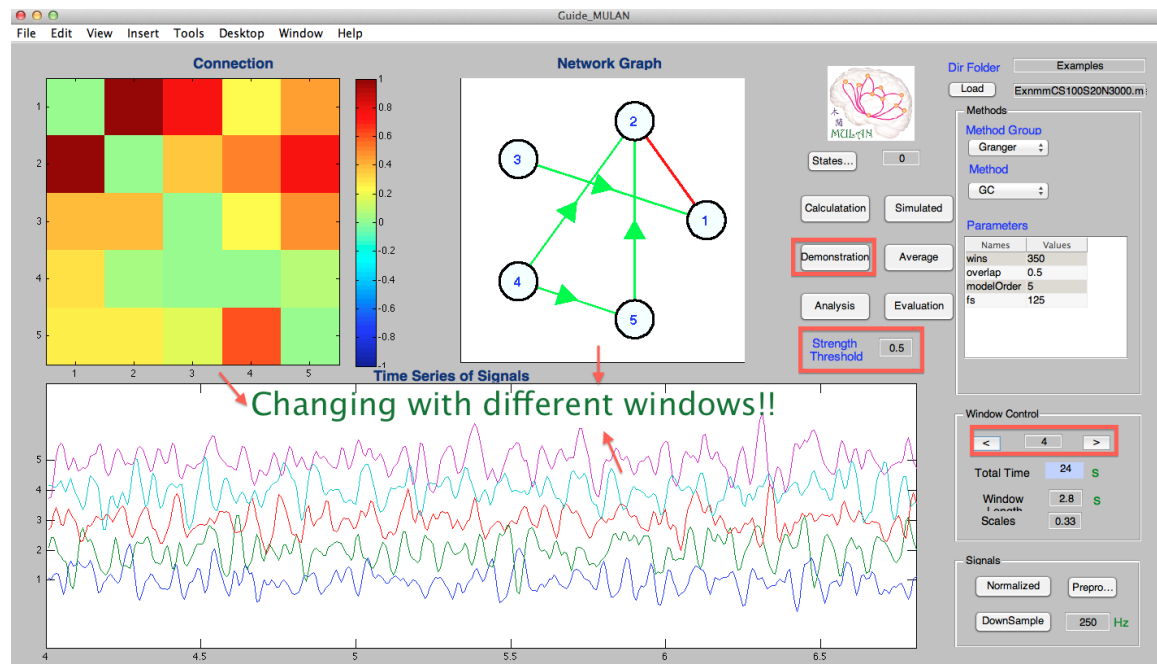 Guide_MULAN
File Edit View Insert Tools Desktop Window Help
Connection
1
2
3
4
5
1 2 3 4 5
1
0.8
0.6
0.4
0.2
0
-0.2
-0.4
-0.6
-0.8
-1
Network Graph
2
3
1
4
5
木
蘭
MULAN
States... 0
Calculatation Simulated
Demonstration Average
Analysis Evaluation
Strength
Threshold 0.5
Dir Folder Examples
Load ExnmmCS100S20N3000.m
Methods
Method Group
Granger
Method
GC
Parameters
Names Values
wins 350
overlap 0.5
modelOrder 5
fs 125
Time Series of Signals
Changing with different windows!!
5
4
3
2
1
4 4.5 5 5.5 6 6.5
Window Control
< 4 >
Total Time 24 S
Window
Length 2.8 S
Scales 0.33
Signals
Normalized Prepro...
DownSample 250 Hz